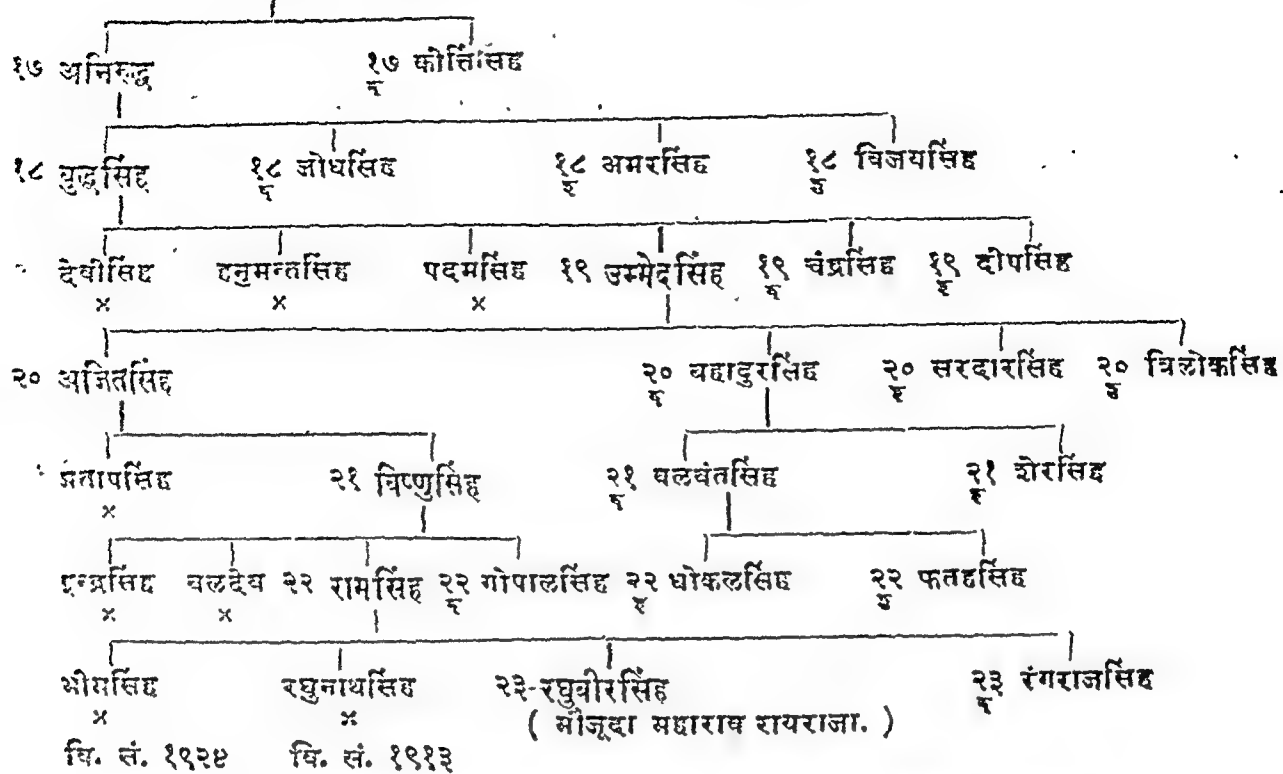 १७ अनिरुद्ध १७ कीर्त्तिसिंह
१८ बुद्धसिंह १८ जोधसिंह १८ अमरसिंह १८ विजयसिंह
देवीसिंह हनुमन्तसिंह पदमसिंह १९ उम्मेदसिंह १९ चंद्रसिंह १९ दीपसिंह
× × ×
२० अजितसिंह २० बहादुरसिंह २० सरदारसिंह २० त्रिलोकसिंह
प्रतापसिंह २१ विष्णुसिंह २१ बलवंतसिंह २१ शेरसिंह
×
इन्द्रसिंह बलदेव २२ रामसिंह २२ गोपालसिंह २२ धोकलसिंह २२ फतहसिंह
× ×
भीमसिंह रघुनाथसिंह २३-रघुवीरसिंह २३ रंगराजसिंह
× × ( मौजूदा महाराव रायराजा. )
वि. सं. १९२४ वि. सं. १९१३